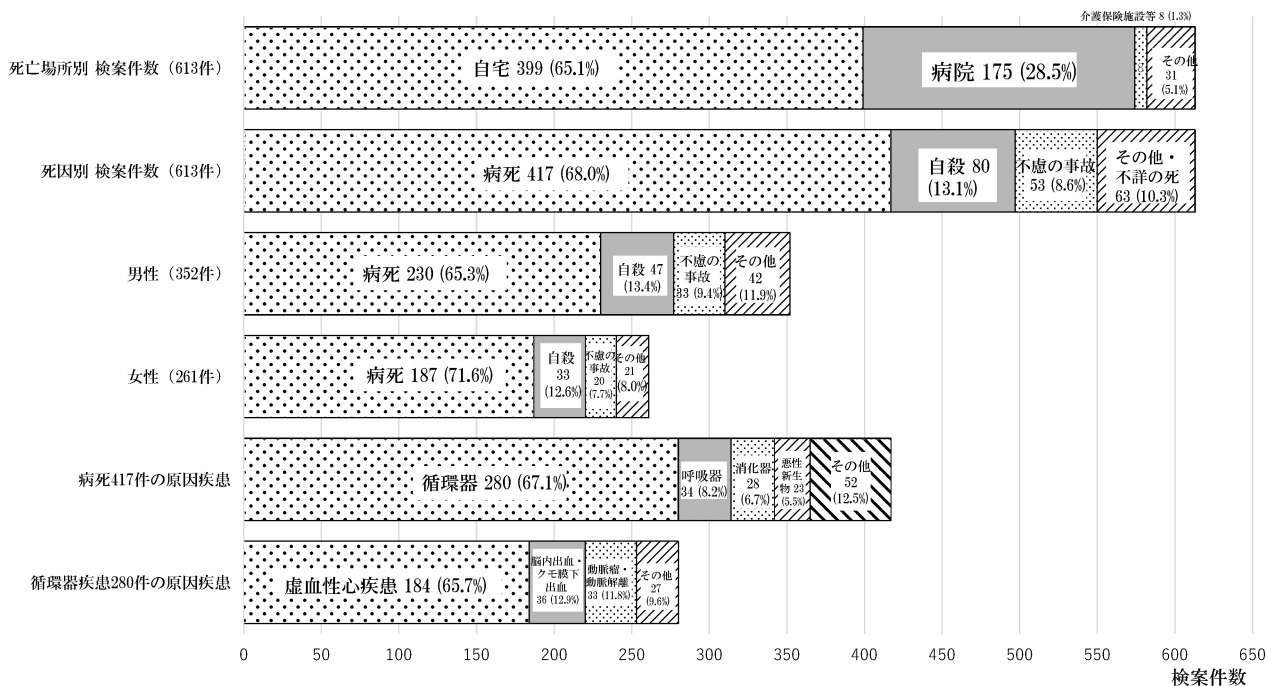 介護保険施設等 8 (1.3%)
死亡場所別 検案件数（613件）
自宅 399 (65.1%)
病院 175 (28.5%)
その他
31
(5.1%)
死因別 検案件数（613件）
病死 417 (68.0%)
自殺 80
(13.1%)
不慮の事故
53 (8.6%)
その他・
不詳の死
63 (10.3%)
男性（352件）
病死 230 (65.3%)
自殺 47
(13.4%)
不慮の
事故
33 (9.4%)
その他
42
(11.9%)
女性（261件）
病死 187 (71.6%)
自殺
33
(12.6%)
不慮の
事故
20
(7.7%)
その他
21
(8.0%)
病死417件の原因疾患
循環器 280 (67.1%)
呼吸器
34 (8.2%)
消化器
28
(6.7%)
悪性
新生
物 23
(5.5%)
その他
52
(12.5%)
循環器疾患280件の原因疾患
虚血性心疾患 184 (65.7%)
脳内出血・
クモ膜下
出血
36 (12.9%)
動脈瘤・
動脈解離
33 (11.8%)
その他
27
(9.6%)
0 50 100 150 200 250 300 350 400 450 500 550 600 650
検案件数